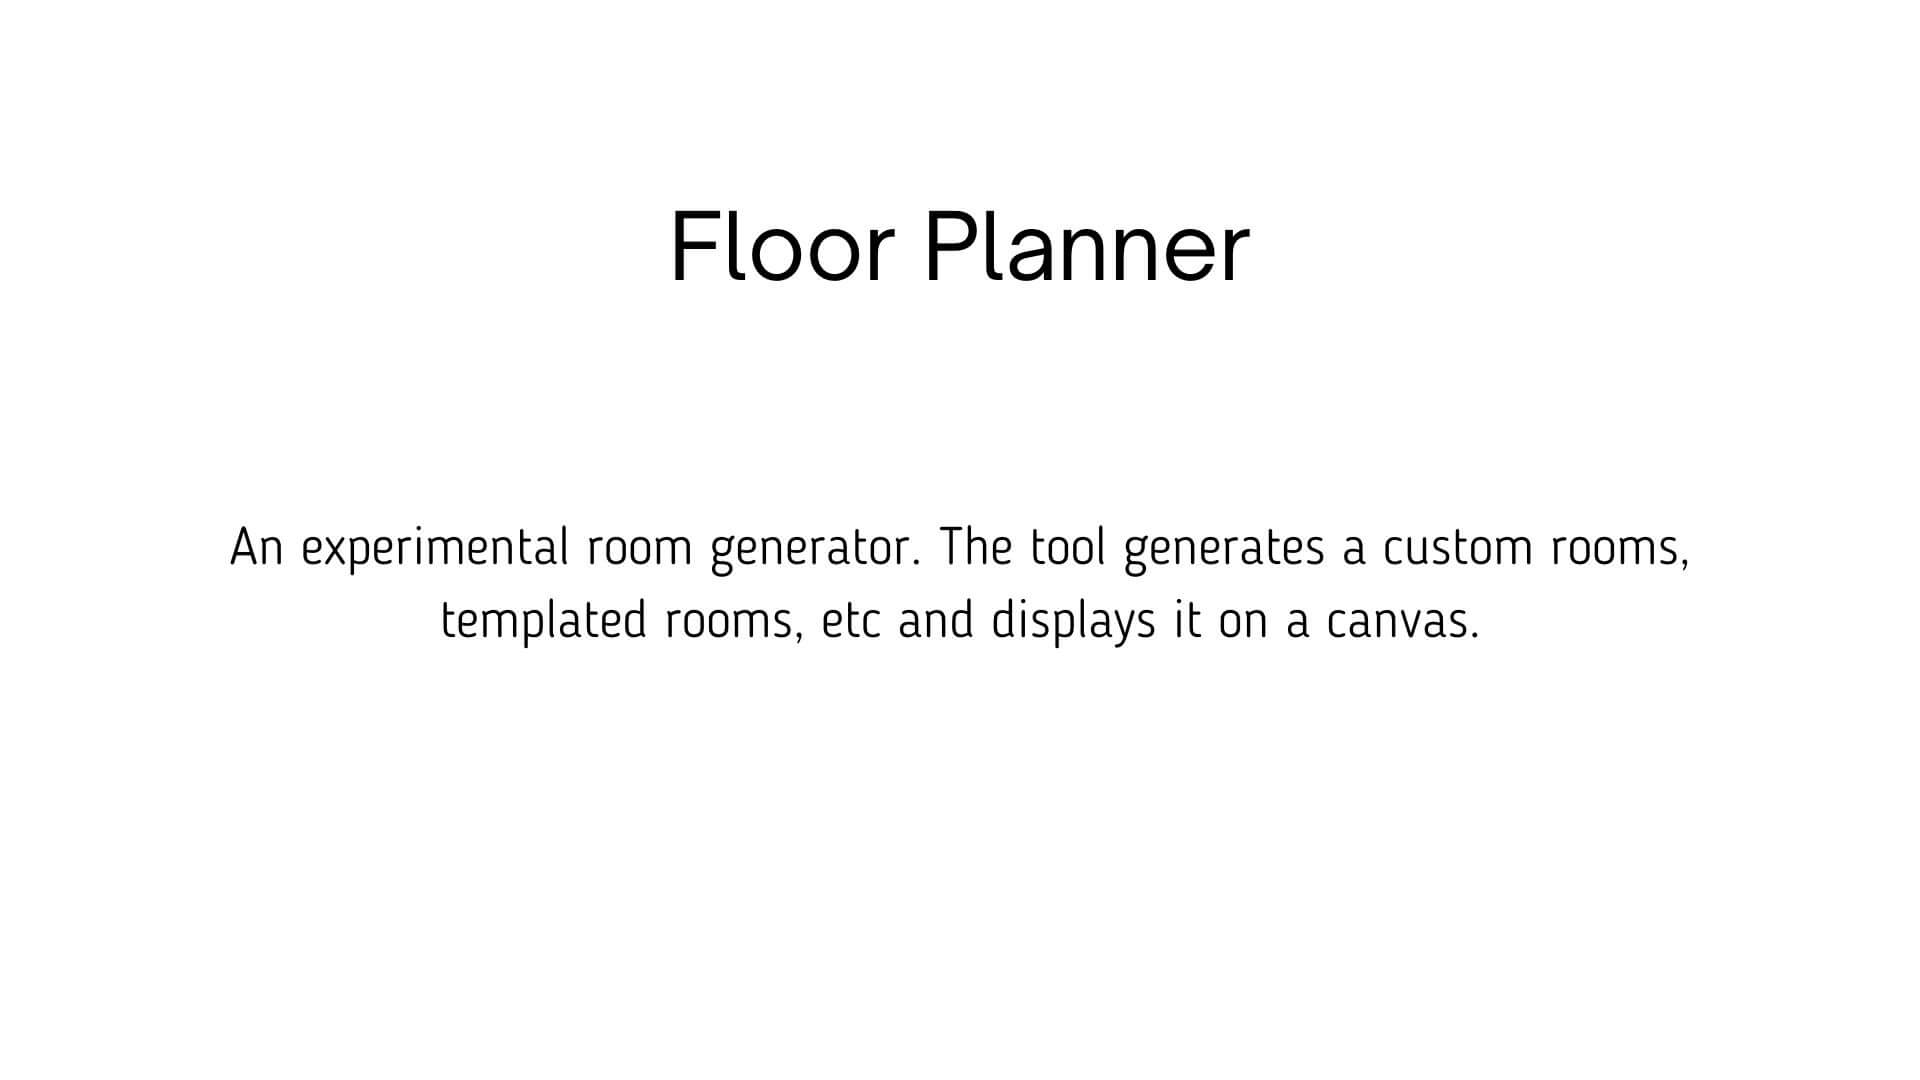 Floor Planner
An experimental room generator. The tool generates a custom rooms,
templated rooms, etc and displays it on a canvas.